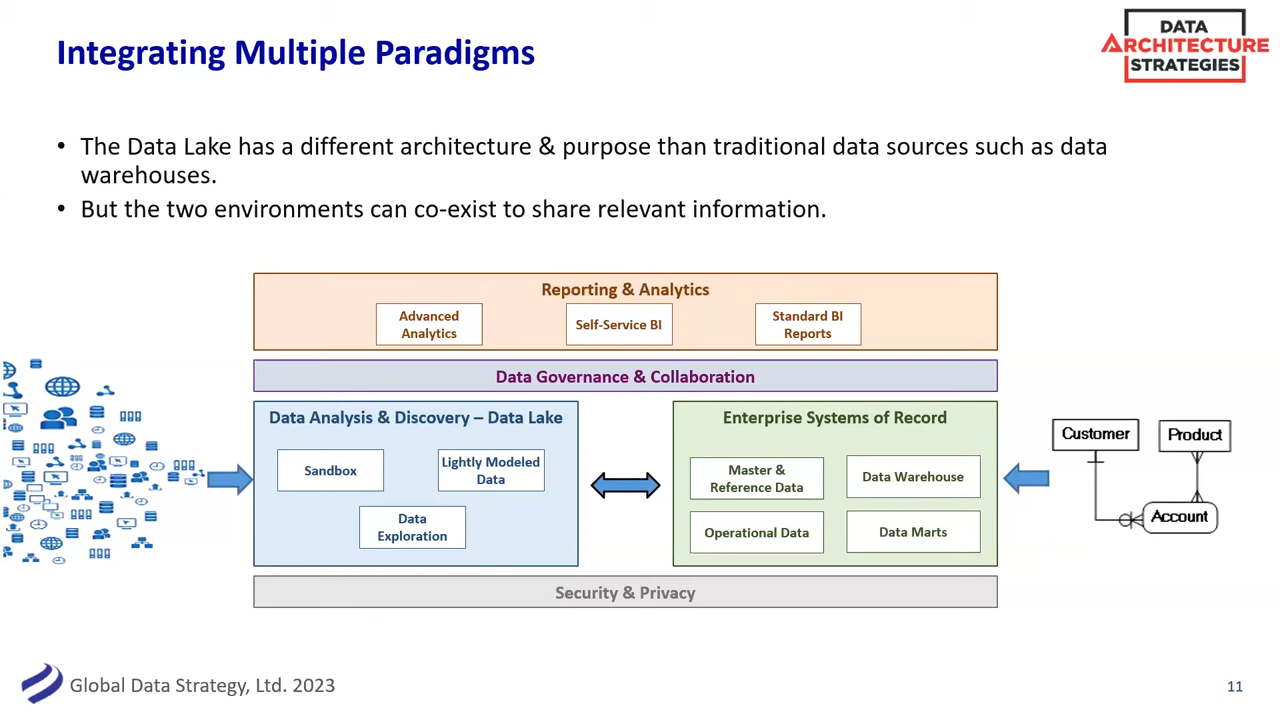 Integrating Multiple Paradigms
DATA
ARCHITECTURE
STRATEGIES
• The Data Lake has a different architecture & purpose than traditional data sources such as data
warehouses.
• But the two environments can co-exist to share relevant information.
Reporting & Analytics
Advanced
Analytics
Self-Service BI
Standard BI
Reports
Data Governance & Collaboration
Data Analysis & Discovery – Data Lake
Sandbox
Lightly Modeled
Data
Data
Exploration
Enterprise Systems of Record
Master &
Reference Data
Data Warehouse
Operational Data
Data Marts
Customer
Product
Account
Security & Privacy
Global Data Strategy, Ltd. 2023
11